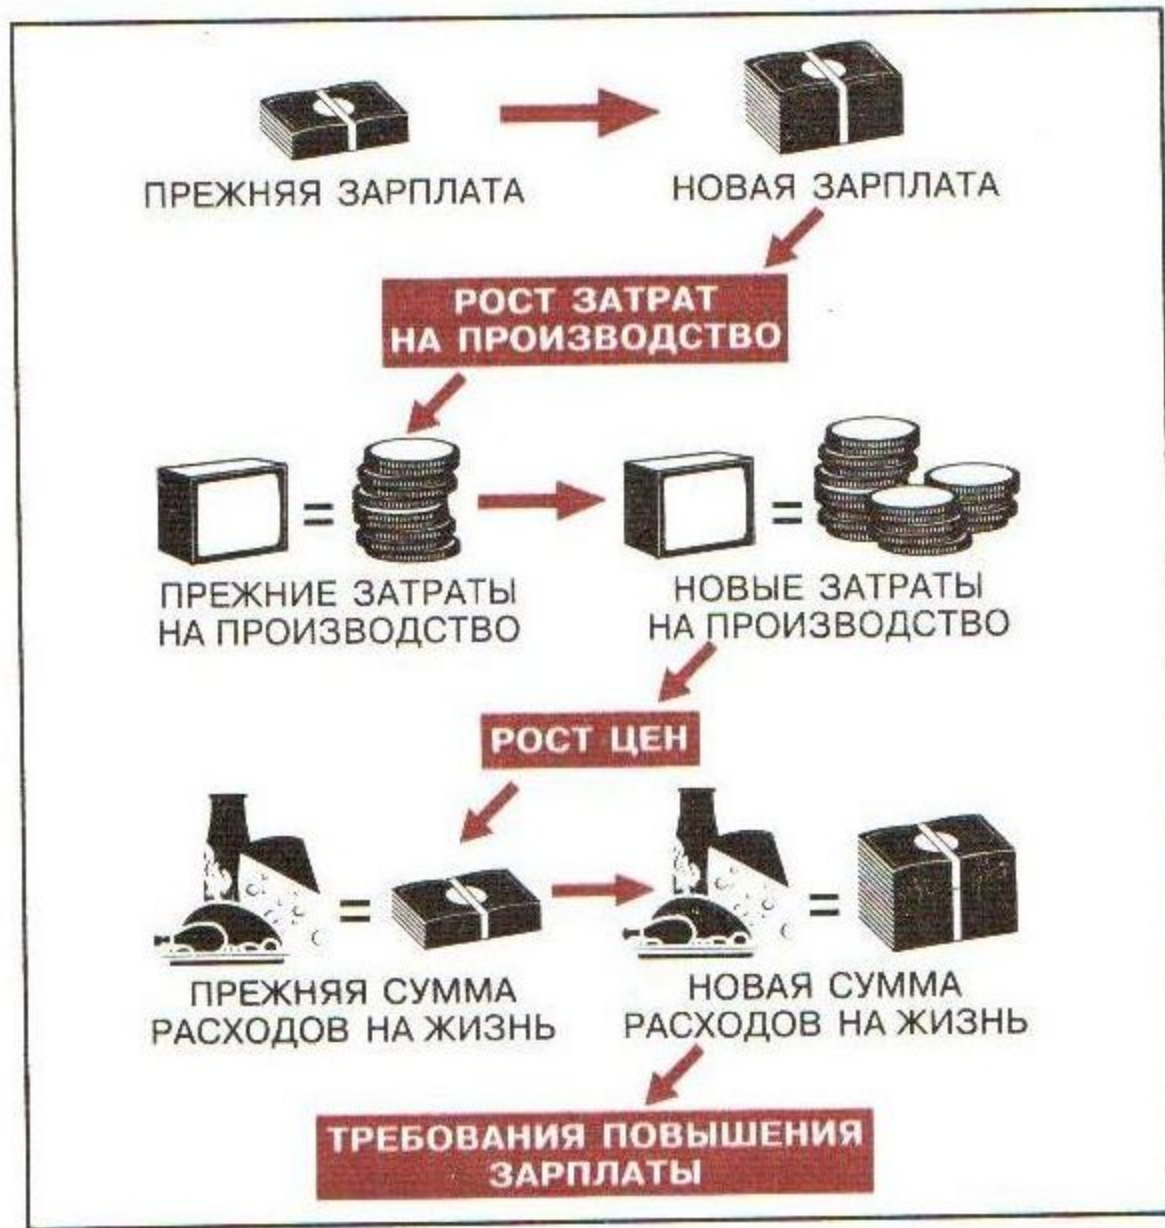 ПРЕЖНЯЯ ЗАРПЛАТА
НОВАЯ ЗАРПЛАТА
РОСТ ЗАТРАТ
НА ПРОИЗВОДСТВО
=
=
ПРЕЖНИЕ ЗАТРАТЫ
НА ПРОИЗВОДСТВО
НОВЫЕ ЗАТРАТЫ
НА ПРОИЗВОДСТВО
РОСТ ЦЕН
=
=
ПРЕЖНЯЯ СУММА
РАСХОДОВ НА ЖИЗНЬ
НОВАЯ СУММА
РАСХОДОВ НА ЖИЗНЬ
ТРЕБОВАНИЯ ПОВЫШЕНИЯ
ЗАРПЛАТЫ